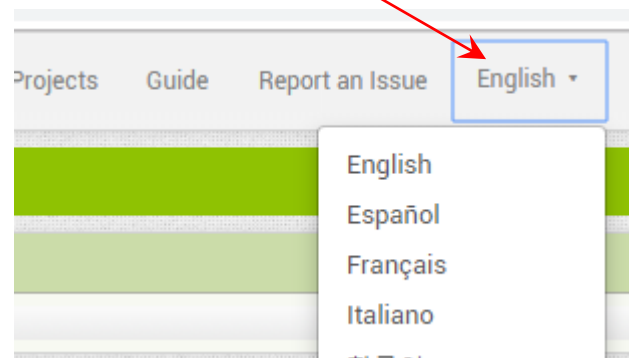 Projects Guide Report an Issue English
English
Español
Français
Italiano